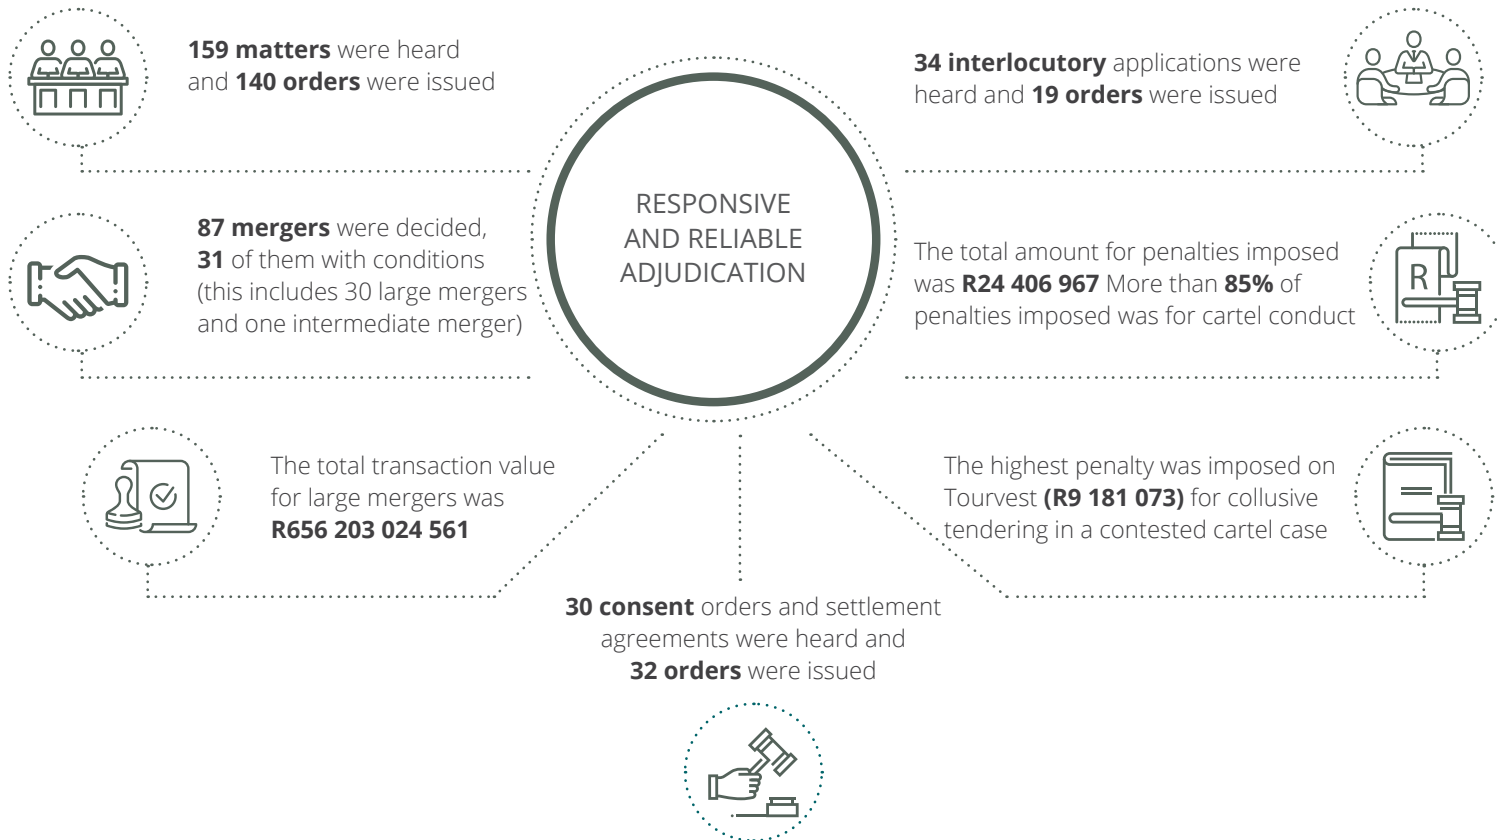 159 matters were heard
and 140 orders were issued
34 interlocutory applications were
heard and 19 orders were issued
RESPONSIVE
AND RELIABLE
ADJUDICATION
87 mergers were decided,
31 of them with conditions
(this includes 30 large mergers
and one intermediate merger)
The total amount for penalties imposed
was R24 406 967 More than 85% of
penalties imposed was for cartel conduct
R
The total transaction value
for large mergers was
R656 203 024 561
The highest penalty was imposed on
Tourvest (R9 181 073) for collusive
tendering in a contested cartel case
30 consent orders and settlement
agreements were heard and
32 orders were issued